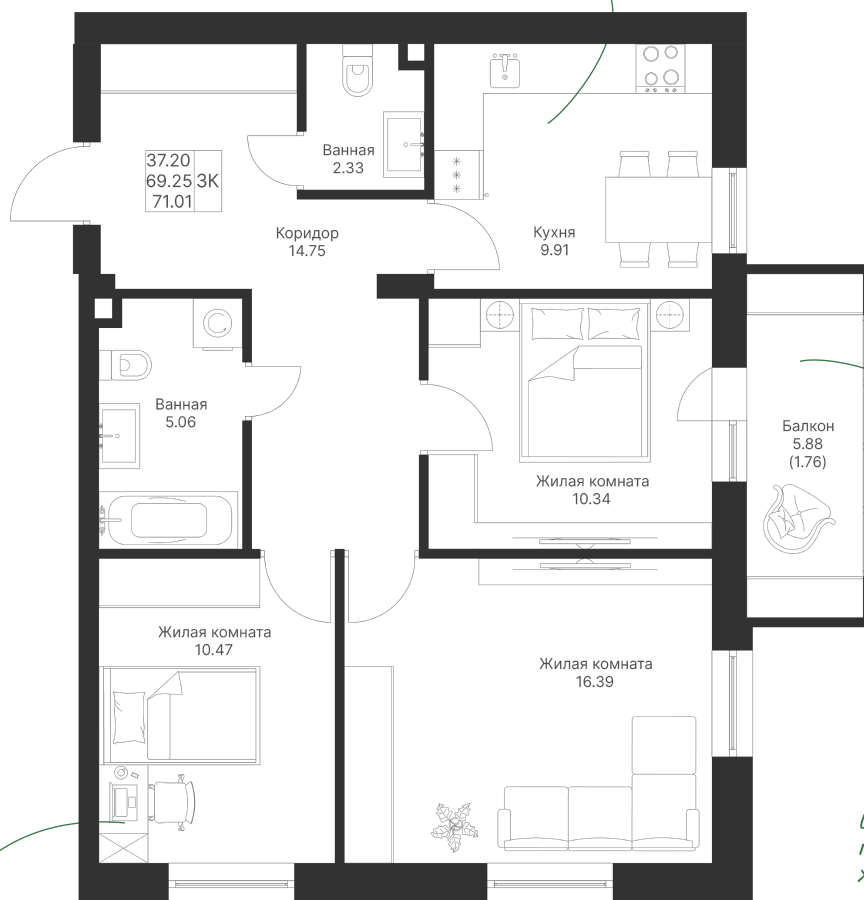 Ванная
2.33
37.20
69.25 3К
71.01
Коридор
14.75
Кухня
9.91
Ванная
5.06
Балкон
5.88
(1.76)
Жилая комната
10.34
Жилая комната
10.47
Жилая комната
16.39